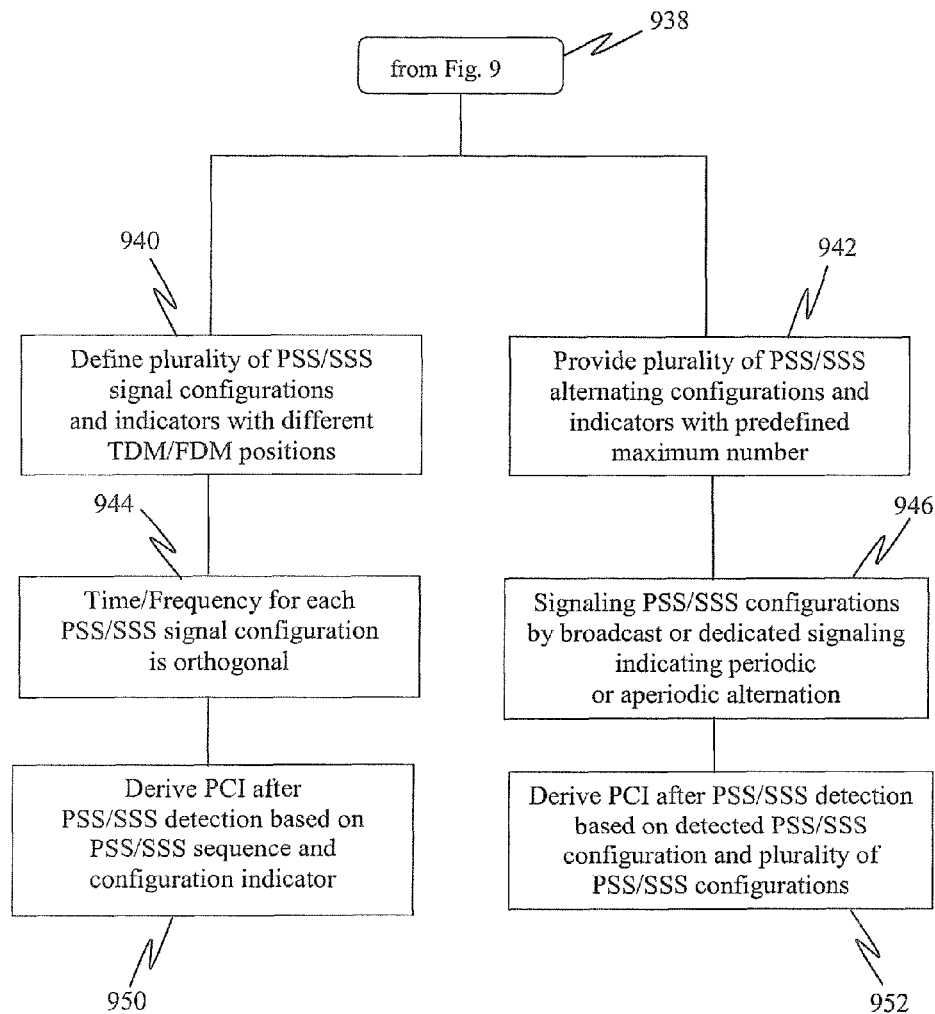 938
from Fig. 9
940
942
Define plurality of PSS/SSS
signal configurations
and indicators with different
TDM/FDM positions
Provide plurality of PSS/SSS
alternating configurations and
indicators with predefined
maximum number
944
946
Time/Frequency for each
PSS/SSS signal configuration
is orthogonal
Signaling PSS/SSS configurations
by broadcast or dedicated signaling
indicating periodic
or aperiodic alternation
Derive PCI after
PSS/SSS detection based on
PSS/SSS sequence and
configuration indicator
Derive PCI after PSS/SSS detection
based on detected PSS/SSS
configuration and plurality of
PSS/SSS configurations
950
952